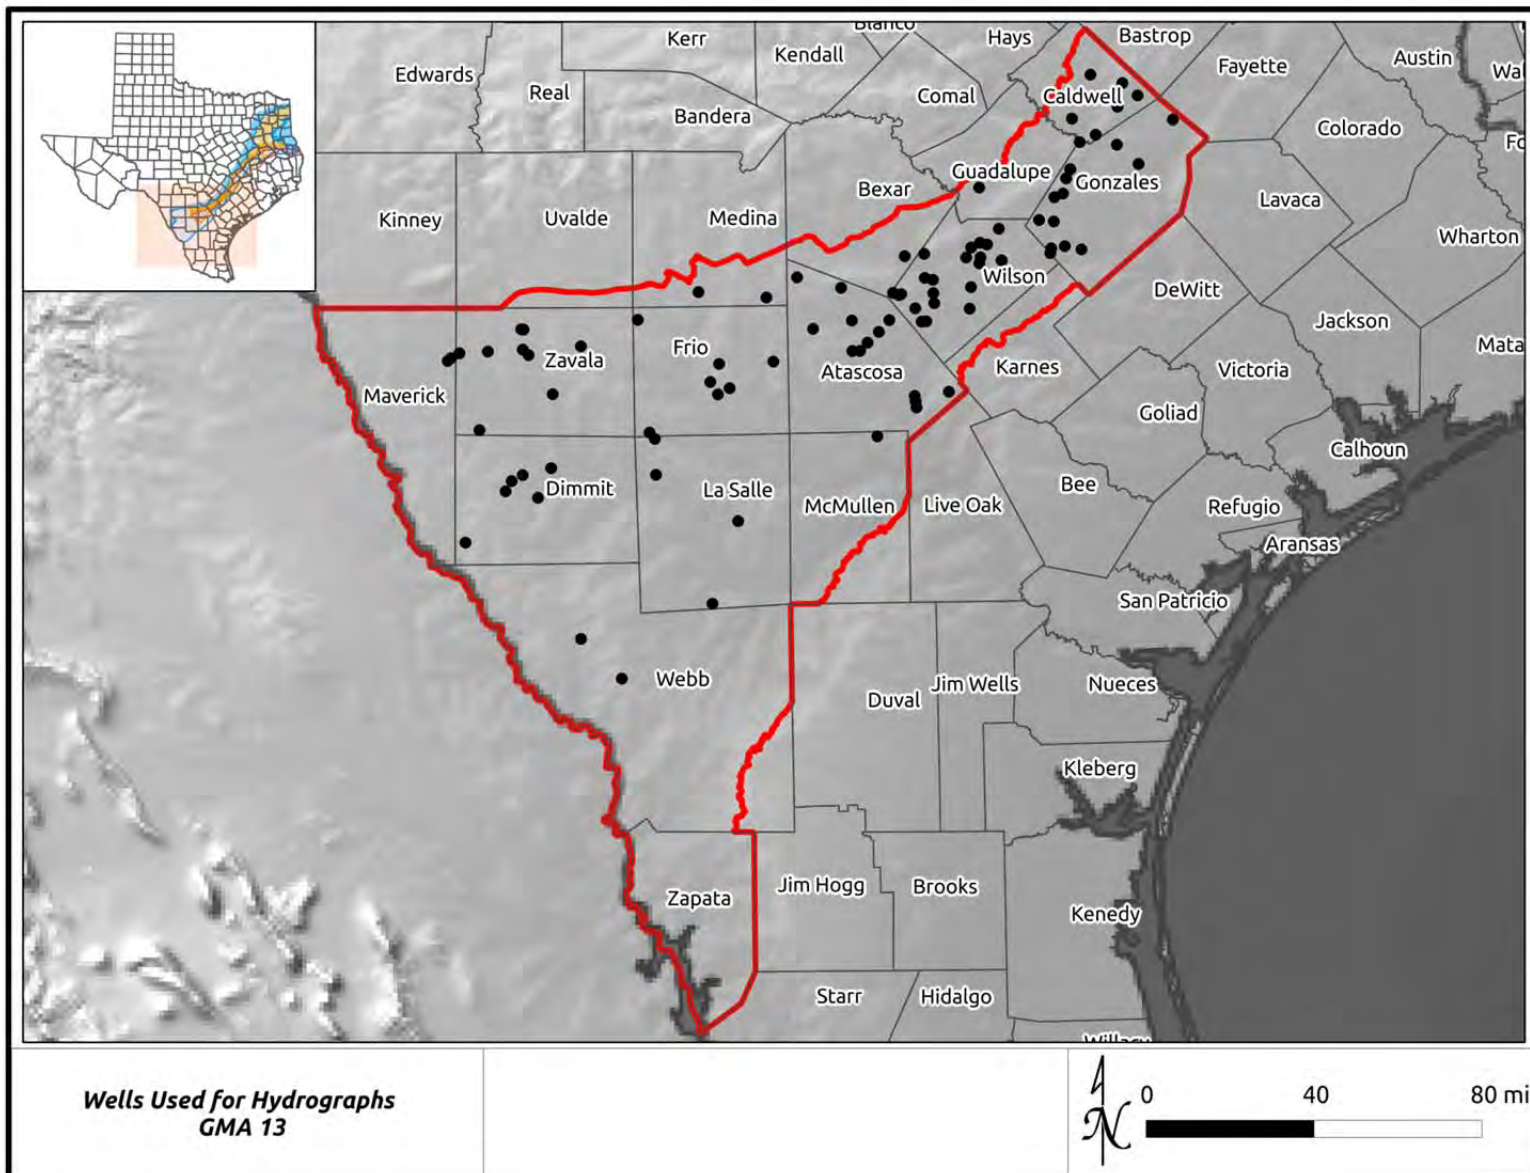 Blanco
Kerr
Hays
Bastrop
Kendall
Austin
Edwards
Fayette
Real
Comal
Caldwell
Bandera
Colorado
Guadalupe
Gonzales
Bexar
Lavaca
Kinney
Uvalde
Medina
Wharton
Wilson
DeWitt
Jackson
Zavala
Frio
Mata
Atascosa
Karnes
Victoria
Maverick
Goliad
Calhoun
Dimmit
La Salle
Bee
McMullen
Live Oak
Refugio
Aransas
San Patricio
Webb
Jim Wells
Nueces
Duval
Kleberg
Zapata
Jim Hogg
Brooks
Kenedy
Starr
Hidalgo
Willacy
Wells Used for Hydrographs
GMA 13
N
0 40 80 mi